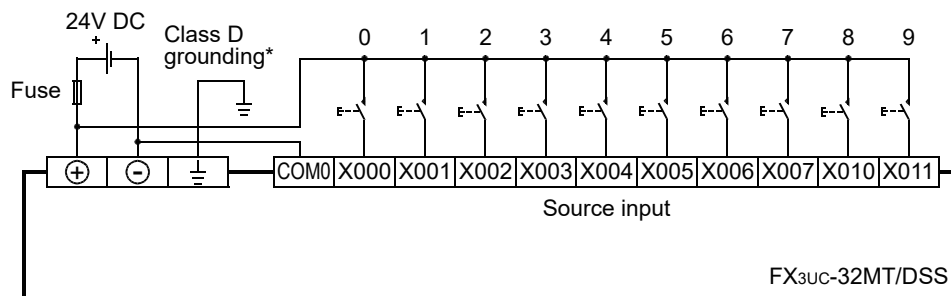 24V DC
+
Class D
grounding*
Fuse
0 1 2 3 4 5 6 7 8 9
+ - COM0 X000 X001 X002 X003 X004 X005 X006 X007 X010 X011
Source input
FX3UC-32MT/DSS